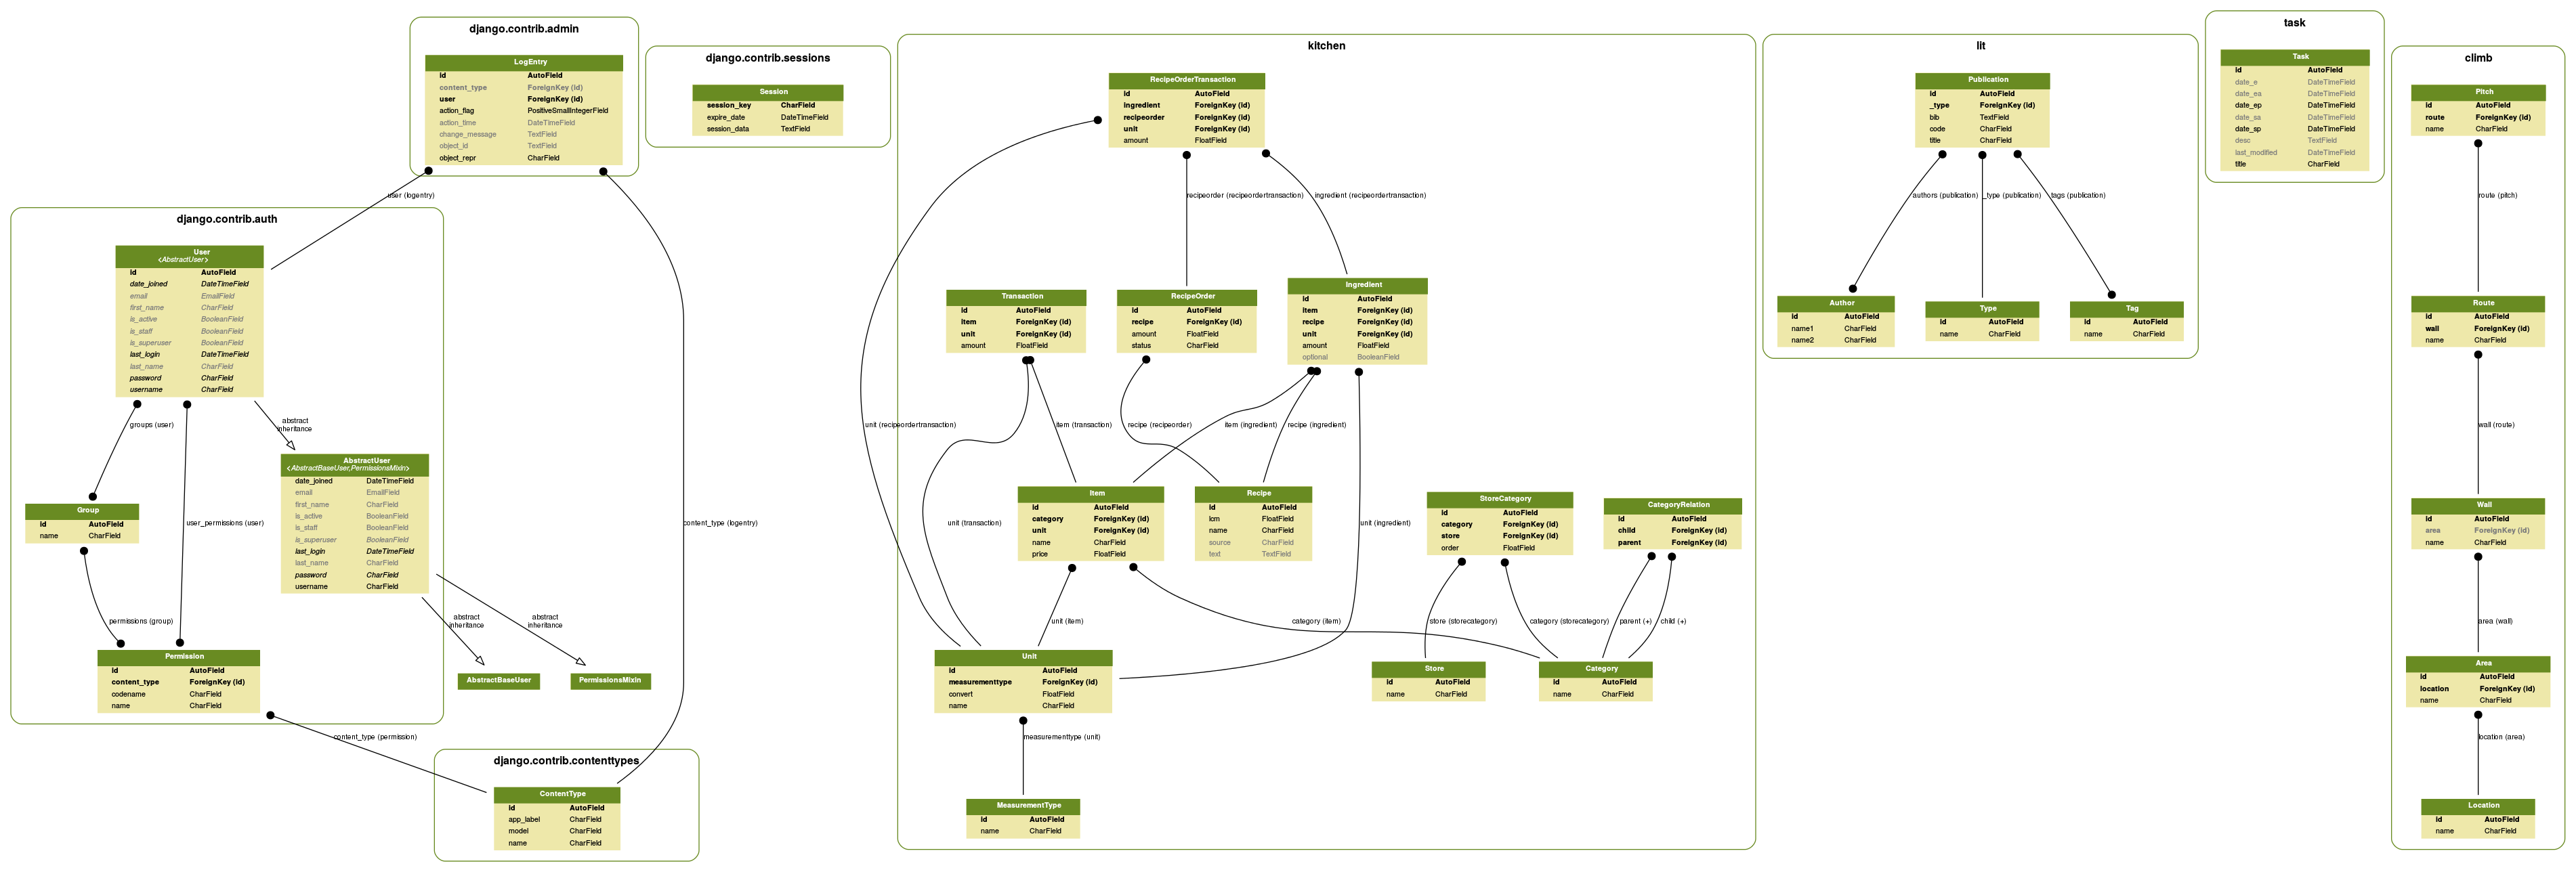 django.contrib.admin
LogEntry
id AutoField
content_type ForeignKey (id)
user ForeignKey (id)
action_flag PositiveSmallIntegerField
action_time DateTimeField
change_message TextField
object_id TextField
object_repr CharField
user (logentry)
content_type (logentry)
django.contrib.auth
User
<AbstractUser>
id AutoField
date_joined DateTimeField
email EmailField
first_name CharField
is_active BooleanField
is_staff BooleanField
is_superuser BooleanField
last_login DateTimeField
last_name CharField
password CharField
username CharField
groups (user)
user_permissions (user)
abstract
inheritance
AbstractUser
<AbstractBaseUser,PermissionsMixin>
date_joined DateTimeField
email EmailField
first_name CharField
is_active BooleanField
is_staff BooleanField
is_superuser BooleanField
last_login DateTimeField
last_name CharField
password CharField
username CharField
Group
id AutoField
name CharField
permissions (group)
abstract
inheritance
abstract
inheritance
Permission
id AutoField
content_type ForeignKey (id)
codename CharField
name CharField
AbstractBaseUser
PermissionsMixin
content_type (permission)
django.contrib.contenttypes
ContentType
id AutoField
app_label CharField
model CharField
name CharField
django.contrib.sessions
Session
session_key CharField
expire_date DateTimeField
session_data TextField
kitchen
RecipeOrderTransaction
id AutoField
ingredient ForeignKey (id)
recipeorder ForeignKey (id)
unit ForeignKey (id)
amount FloatField
recipeorder (recipeordertransaction)
ingredient (recipeordertransaction)
unit (recipeordertransaction)
Transaction
id AutoField
item ForeignKey (id)
unit ForeignKey (id)
amount FloatField
RecipeOrder
id AutoField
recipe ForeignKey (id)
amount FloatField
status CharField
Ingredient
id AutoField
item ForeignKey (id)
recipe ForeignKey (id)
unit ForeignKey (id)
amount FloatField
optional BooleanField
item (transaction)
recipe (recipeorder)
item (ingredient)
recipe (ingredient)
unit (transaction)
unit (ingredient)
Item
id AutoField
category ForeignKey (id)
unit ForeignKey (id)
name CharField
price FloatField
Recipe
id AutoField
lcm FloatField
name CharField
source CharField
text TextField
StoreCategory
id AutoField
category ForeignKey (id)
store ForeignKey (id)
order FloatField
CategoryRelation
id AutoField
child ForeignKey (id)
parent ForeignKey (id)
unit (item)
category (item)
store (storecategory)
category (storecategory)
parent (+)
child (+)
Unit
id AutoField
measurementtype ForeignKey (id)
convert FloatField
name CharField
Store
id AutoField
name CharField
Category
id AutoField
name CharField
measurementtype (unit)
MeasurementType
id AutoField
name CharField
lit
Publication
id AutoField
_type ForeignKey (id)
bib TextField
code CharField
title CharField
authors (publication)
_type (publication)
tags (publication)
Author
id AutoField
name1 CharField
name2 CharField
Type
id AutoField
name CharField
Tag
id AutoField
name CharField
task
Task
id AutoField
date_e DateTimeField
date_ea DateTimeField
date_ep DateTimeField
date_sa DateTimeField
date_sp DateTimeField
desc TextField
last_modified DateTimeField
title CharField
climb
Pitch
id AutoField
route ForeignKey (id)
name CharField
route (pitch)
Route
id AutoField
wall ForeignKey (id)
name CharField
wall (route)
Wall
id AutoField
area ForeignKey (id)
name CharField
area (wall)
Area
id AutoField
location ForeignKey (id)
name CharField
location (area)
Location
id AutoField
name CharField